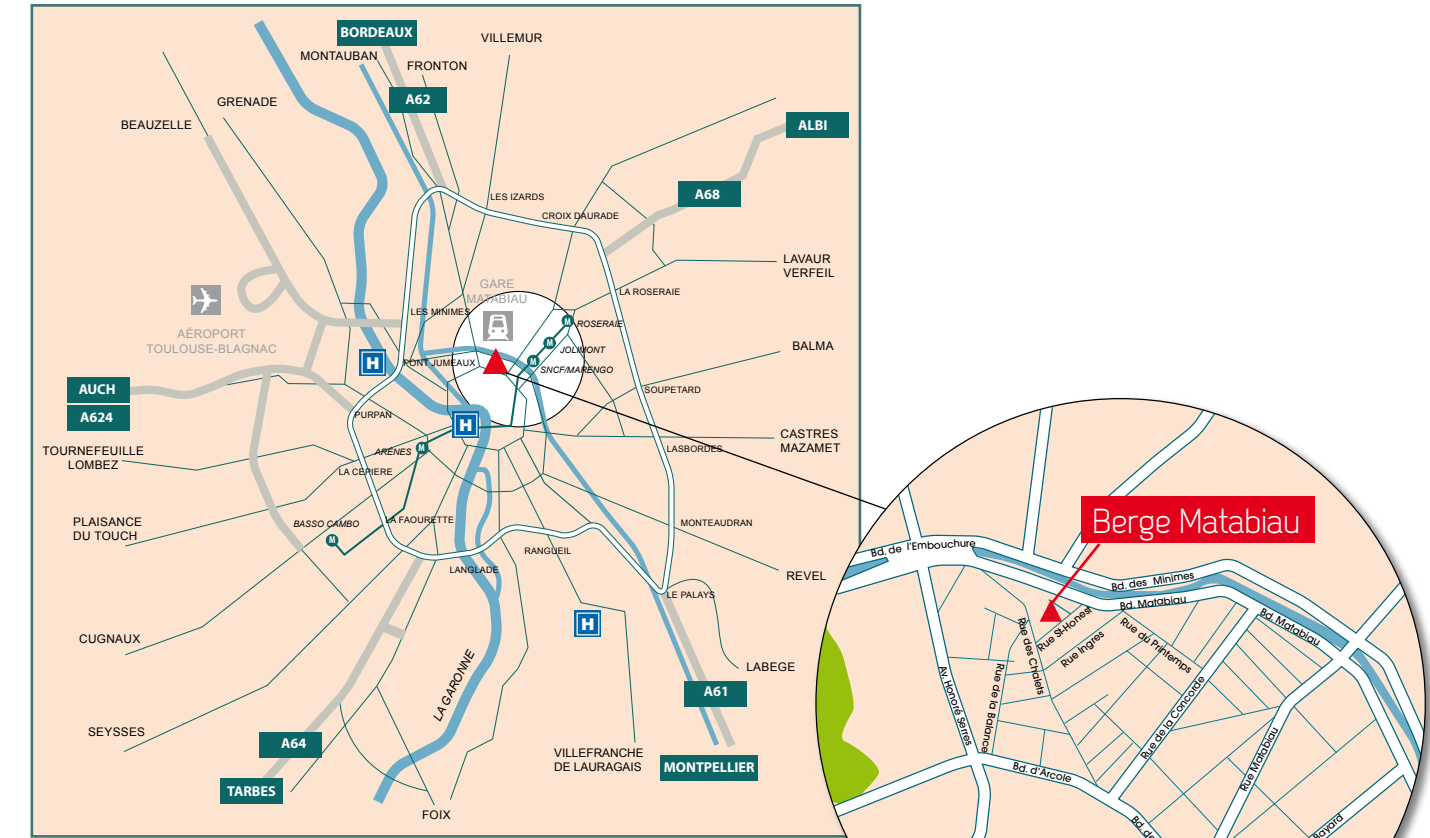 BORDEAUX
VILLEMUR
MONTAUBAN
FRONTON
A62
GRENADE
BEAUZELLE
ALBI
A68
LES IZARDS
CROIX DAURADE
LAVAUR
VERFEIL
GARE
MATABIAU
LA ROSERAIE
LES MINIMES
M
ROSERAIE
AÉROPORT
TOULOUSE-BLAGNAC
M
JOLIMONT
BALMA
H
PONT JUMEAUX
M
SNCF/MARENGO
AUCH
A624
SOUPETARD
PURPAN
H
CASTRES
MAZAMET
TOURNEFEUILLE
LOMBEZ
ARÈNES
M
LASBORDES
LA CEPIERE
PLAISANCE
DU TOUCH
BASSO CAMBO
M
LA FAOURETTE
MONTEAUDRAN
RANGUEIL
LANGLADE
REVEL
LE PALAYS
H
CUGNAUX
LA GARONNE
LABEGE
A61
SEYSSES
A64
VILLEFRANCHE
DE LAURAGAIS
MONTPELLIER
TARBES
FOIX
Berge Matabiau
Bd. de l'Embouchure
Bd. des Minimes
Bd. Matabiau
Bd. Matabiau
Rue St-Honest
Rue des Chalets
Rue Ingres
Rue du Printemps
Av. Honoré Serres
Rue de la Balance
Rue de la Concorde
Rue Matabiau
Bd. d'Arcole
Bd. de
Bayard